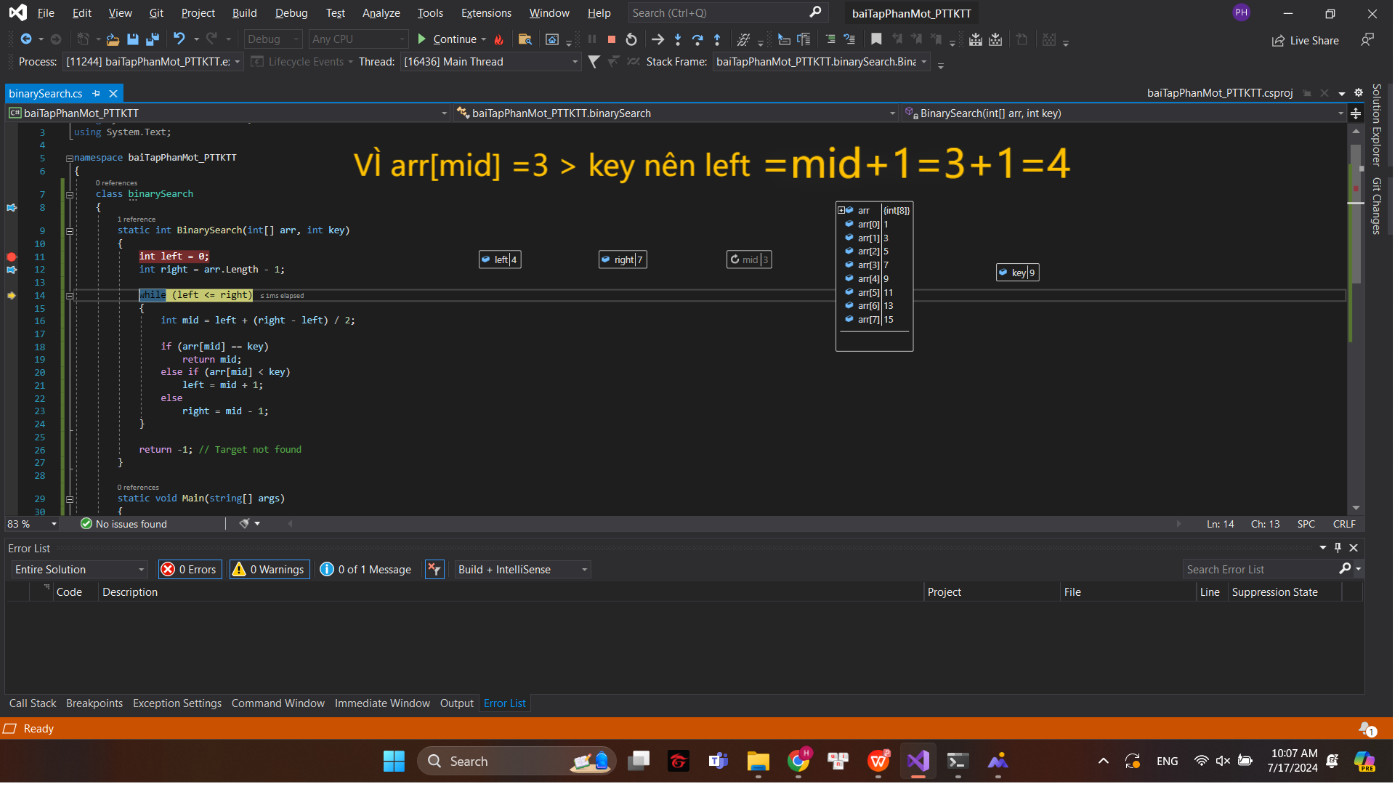 File Edit View Git Project Build Debug Test Analyze Tools Extensions Window Help Search (Ctrl+Q) baiTapPhanMot_PTTKTT PH
Debug Any CPU Continue Live Share
Process: [11244] baiTapPhanMot_PTTKTT.e: Lifecycle Events Thread: [16436] Main Thread Stack Frame: baiTapPhanMot_PTTKTT.binarySearch.Bina
binarySearch.cs baiTapPhanMot_PTTKTT.csproj
baiTapPhanMot_PTTKTT baiTapPhanMot_PTTKTT.binarySearch BinarySearch(int[] arr, int key)
Solution Explorer
Git Changes
VÌ arr[mid] =3 > key nên left =mid+1=3+1=4
3 using System.Text;
4
5 namespace baiTapPhanMot_PTTKTT
6 {
0 references
7 class binarySearch
8 {
1 reference
9 static int BinarySearch(int[] arr, int key)
10 {
11 int left = 0;
12 int right = arr.Length - 1;
14 while (left <= right) ≤ 1ms elapsed
15 {
16 int mid = left + (right - left) / 2;
17
18 if (arr[mid] == key)
19 return mid;
20 else if (arr[mid] < key)
21 left = mid + 1;
22 else
23 right = mid - 1;
24 }
25
26 return -1; // Target not found
27 }
28
0 references
29 static void Main(string[] args)
30 {
left 4
right 7
mid 3
arr {int[8]}
arr[0] 1
arr[1] 3
arr[2] 5
arr[3] 7
arr[4] 9
arr[5] 11
arr[6] 13
arr[7] 15
key 9
83 % No issues found Ln: 14 Ch: 13 SPC CRLF
Error List
Entire Solution 0 Errors 0 Warnings 0 of 1 Message Build + IntelliSense Search Error List
Code Description Project File Line Suppression State
Call Stack Breakpoints Exception Settings Command Window Immediate Window Output Error List
Ready 1
Search ENG 10:07 AM
7/17/2024 PRE